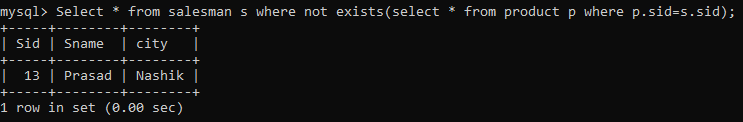 mysql> Select * from salesman s where not exists(select * from product p where p.sid=s.sid);
+-----+--------+--------+
| Sid | Sname  | city   |
+-----+--------+--------+
|  13 | Prasad | Nashik |
+-----+--------+--------+
1 row in set (0.00 sec)